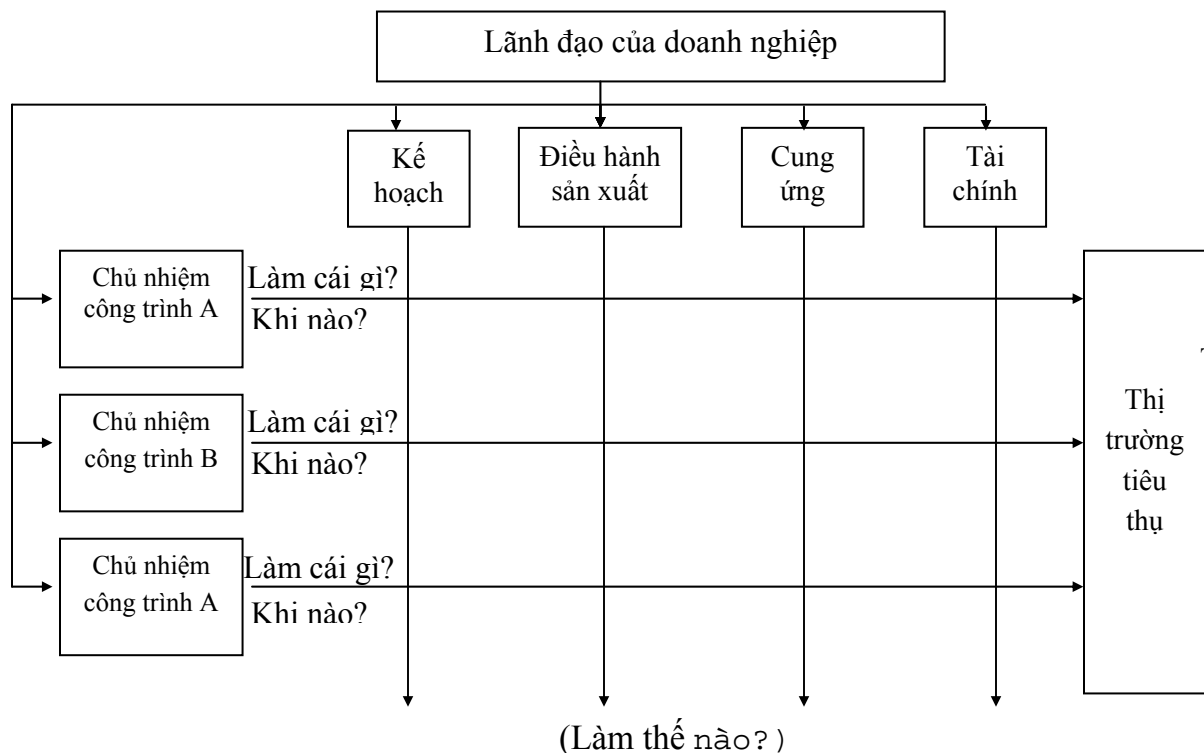 Lãnh đạo của doanh nghiệp
Kế
hoạch
Điều hành
sản xuất
Cung
ứng
Tài
chính
Chủ nhiệm
công trình A
Làm cái gì?
Khi nào?
Chủ nhiệm
công trình B
Làm cái gì?
Khi nào?
Chủ nhiệm
công trình A
Làm cái gì?
Khi nào?
Thị
trường
tiêu
thụ
(Làm thế nào?)